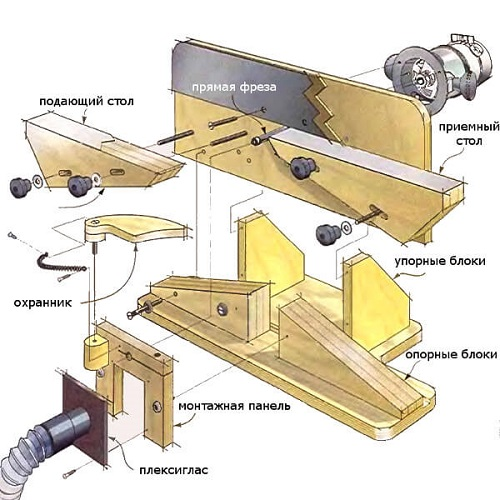 прямая фреза
подающий стол
приемный
стол
упорные блоки
охранник
опорные блоки
монтажная панель
плексиглас